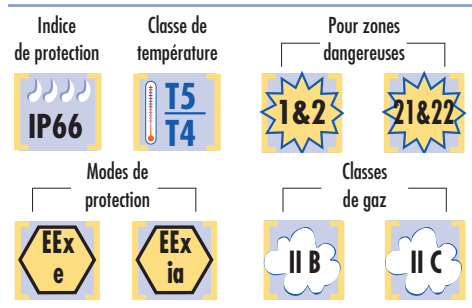 Indice
de protection
Classe de
température
Pour zones
dangereuses
IP66
T5
T4
1&2
21&22
Modes de
protection
Classes
de gaz
EEx
e
EEx
ia
II B
II C